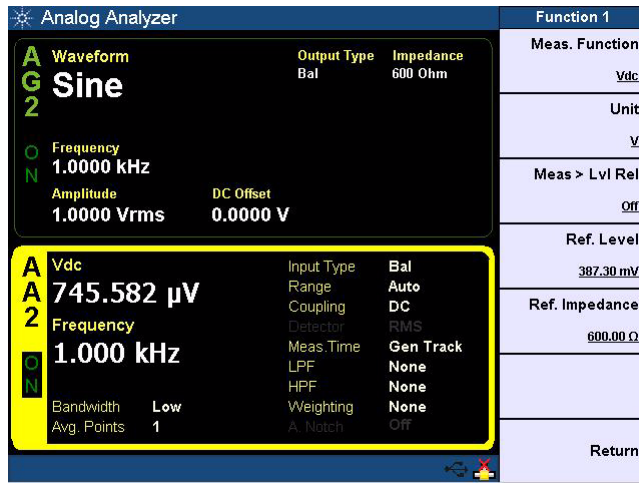 Analog Analyzer
Function 1
AG2
ON
Waveform
Sine
Output Type
Bal
Impedance
600 Ohm
Frequency
1.0000 kHz
Amplitude
1.0000 Vrms
DC Offset
0.0000 V
AA2
ON
Vdc
745.582 µV
Frequency
1.000 kHz
Bandwidth Low
Avg. Points 1
Input Type Bal
Range Auto
Coupling DC
Detector RMS
Meas.Time Gen Track
LPF None
HPF None
Weighting None
A. Notch Off
Meas. Function
Vdc
Unit
V
Meas > Lvl Rel
Off
Ref. Level
387.30 mV
Ref. Impedance
600.00 Ω
Return